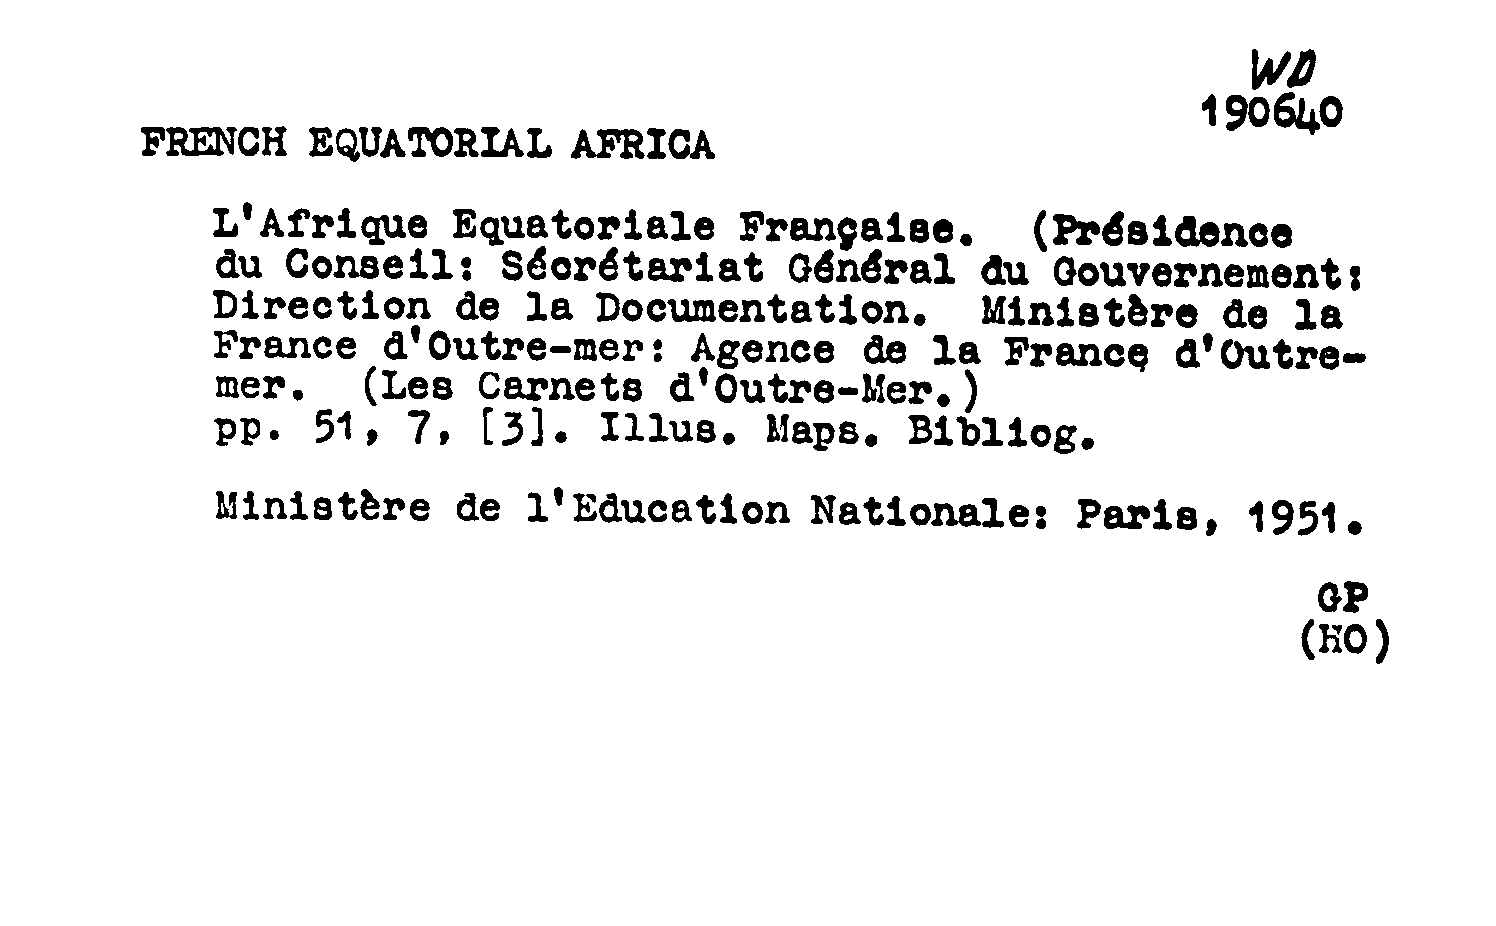 WD
190640
FRENCH EQUATORIAL AFRICA
L'Afrique Equatoriale Française. (Présidence
du Conseil: Sécrétariat Général du Gouvernement:
Direction de la Documentation. Ministère de la
France d'Outre-mer: Agence de la France d'Outre-
mer. (Les Carnets d'Outre-Mer.)
pp. 51, 7, [3]. Illus. Maps. Bibliog.
Ministère de l'Education Nationale: Paris, 1951.
GP
(HO)